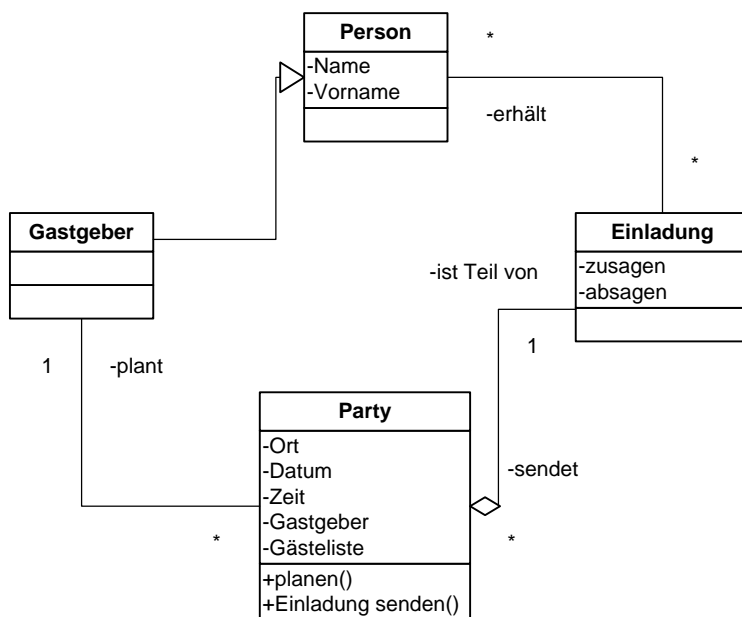 Person
*
-Name
-Vorname
-erhält
*
Gastgeber
Einladung
-zusagen
-absagen
-ist Teil von
1
1
-plant
Party
-Ort
-Datum
-Zeit
-Gastgeber
-Gästeliste
-sendet
*
*
+planen()
+Einladung senden()